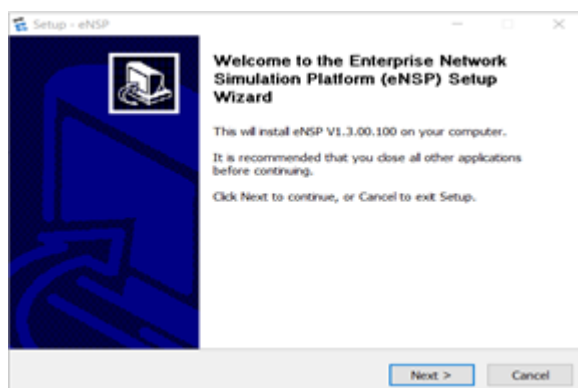 Setup - eNSP
Welcome to the Enterprise Network
Simulation Platform (eNSP) Setup
Wizard
This will install eNSP V1.3.00.100 on your computer.
It is recommended that you close all other applications
before continuing.
Click Next to continue, or Cancel to exit Setup.
Next >
Cancel